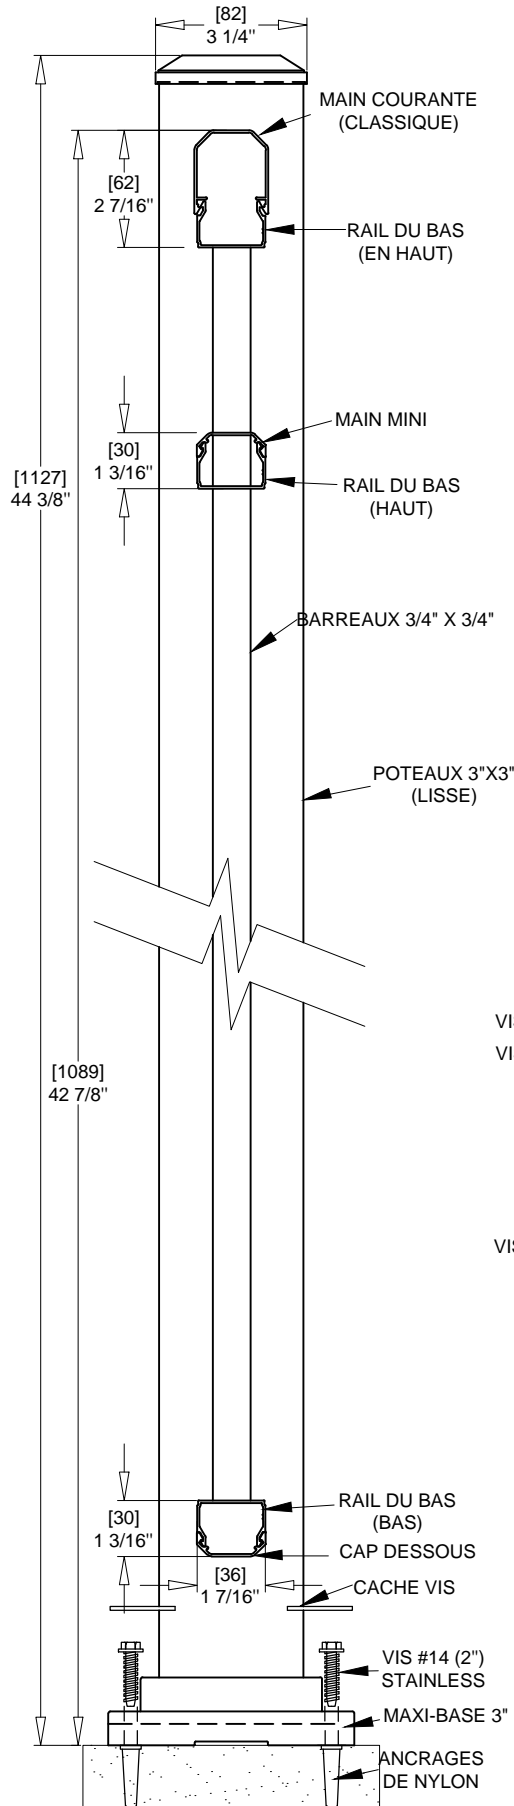 [82]
3 1/4"
MAIN COURANTE
(CLASSIQUE)
[62]
2 7/16"
RAIL DU BAS
(EN HAUT)
MAIN MINI
[30]
1 3/16"
[1127]
44 3/8"
RAIL DU BAS
(HAUT)
BARREAUX 3/4" X 3/4"
POTEAUX 3"X3"
(LISSE)
[1089]
42 7/8"
RAIL DU BAS
(BAS)
[30]
1 3/16"
CAP DESSOUS
[36]
1 7/16"
CACHE VIS
VIS #14 (2")
STAINLESS
MAXI-BASE 3"
ANCRAGES
DE NYLON